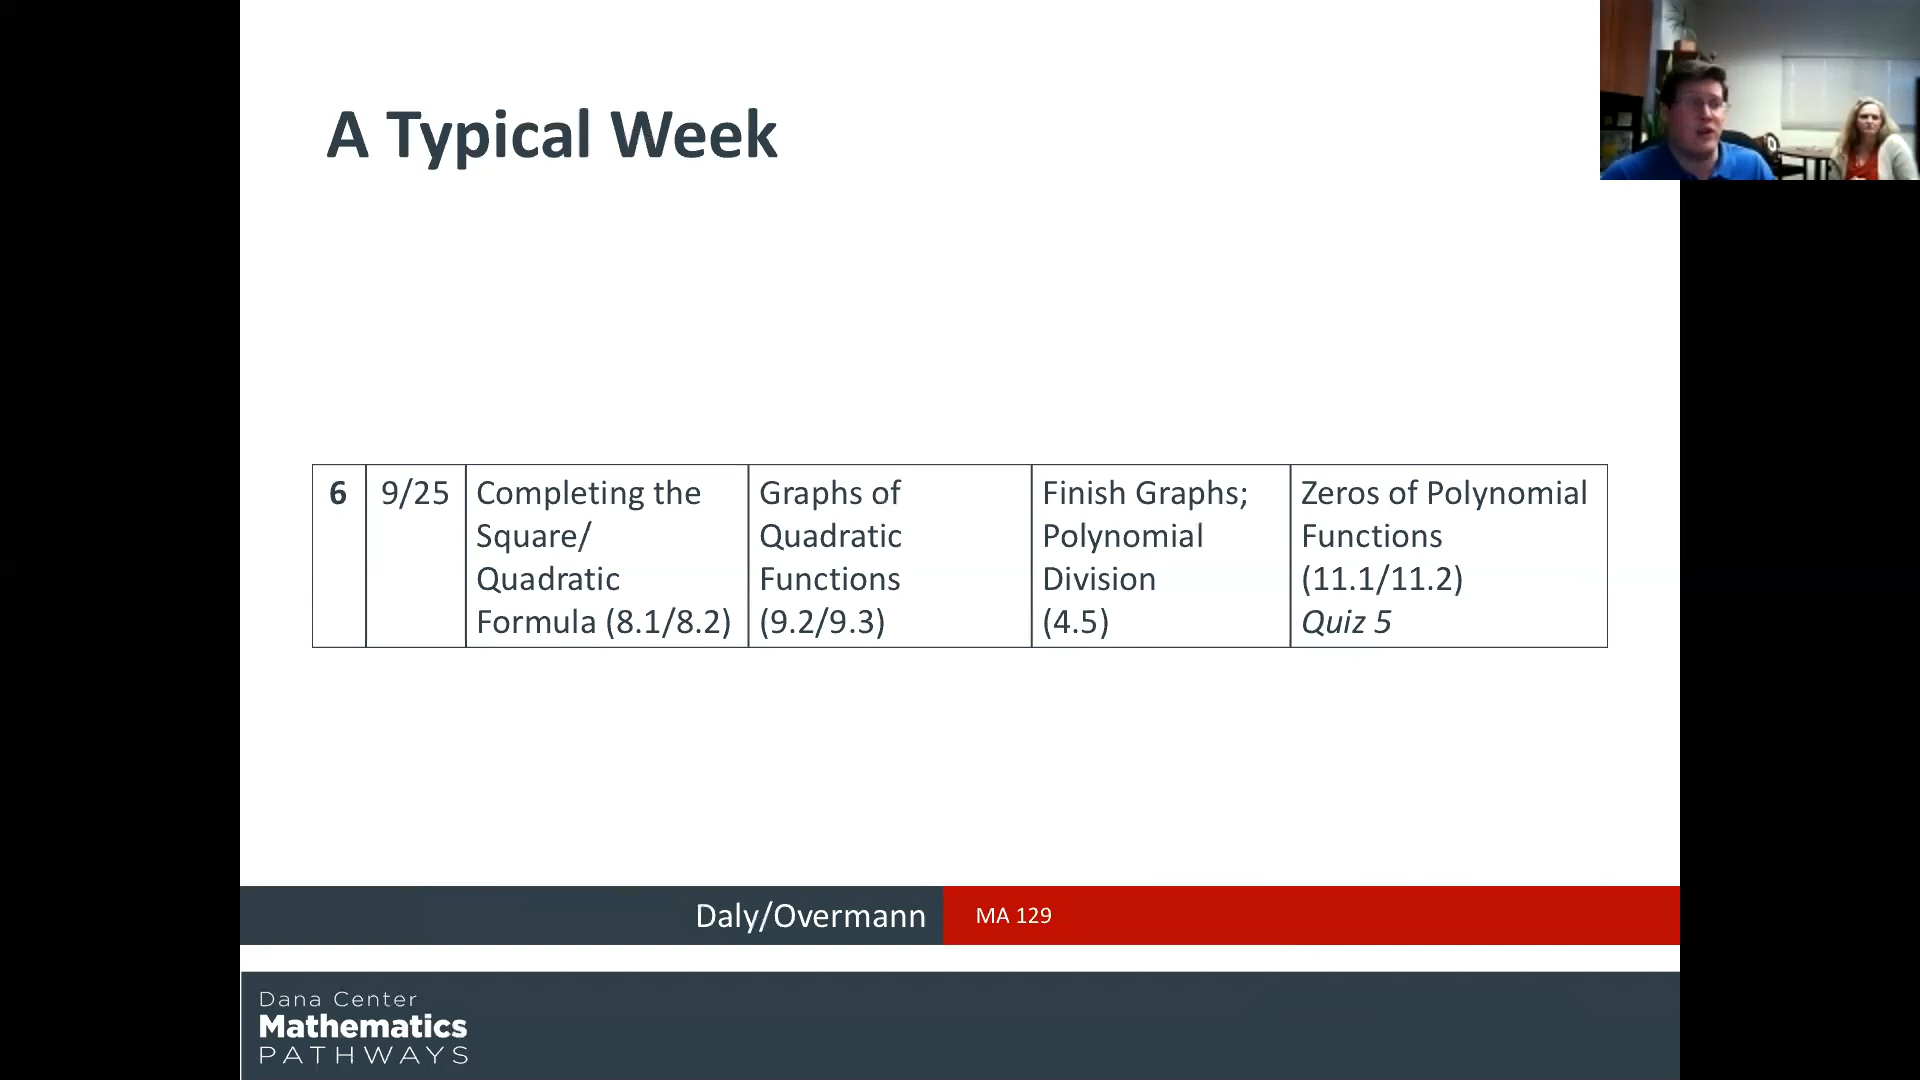 A Typical Week
6
9/25
Completing the
Square/
Quadratic
Formula (8.1/8.2)
Graphs of
Quadratic
Functions
(9.2/9.3)
Finish Graphs;
Polynomial
Division
(4.5)
Zeros of Polynomial
Functions
(11.1/11.2)
Quiz 5
Daly/Overmann
MA 129
Dana Center
Mathematics
PATHWAYS